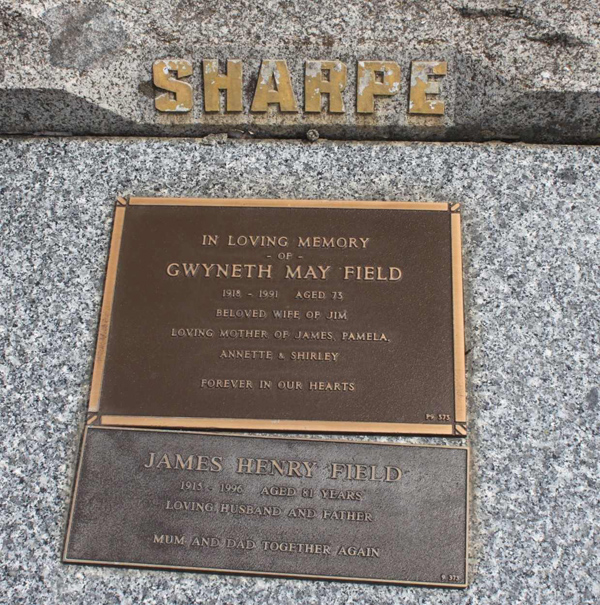 SHARPE
IN LOVING MEMORY
- OF -
GWYNETH MAY FIELD
1918 - 1991 AGED 73
BELOVED WIFE OF JIM
LOVING MOTHER OF JAMES, PAMELA,
ANNETTE & SHIRLEY
FOREVER IN OUR HEARTS
JAMES HENRY FIELD
1915 - 1996 AGED 81 YEARS
LOVING HUSBAND AND FATHER
MUM AND DAD TOGETHER AGAIN